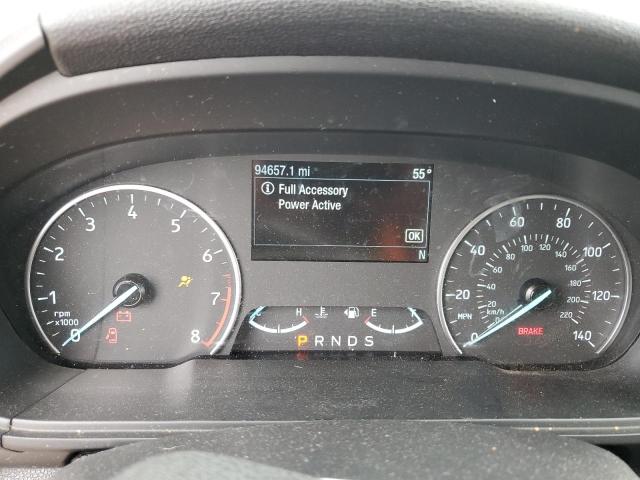 94657.1 mi 55°
Full Accessory
Power Active
OK
N
0 1 2 3 4 5 6 7 8
rpm
x1000
H E
P R N D S
0 20 40 60 80 100 120 140
20 40 60 80 100 120 140 160 180 200 220
MPH
km/h
BRAKE